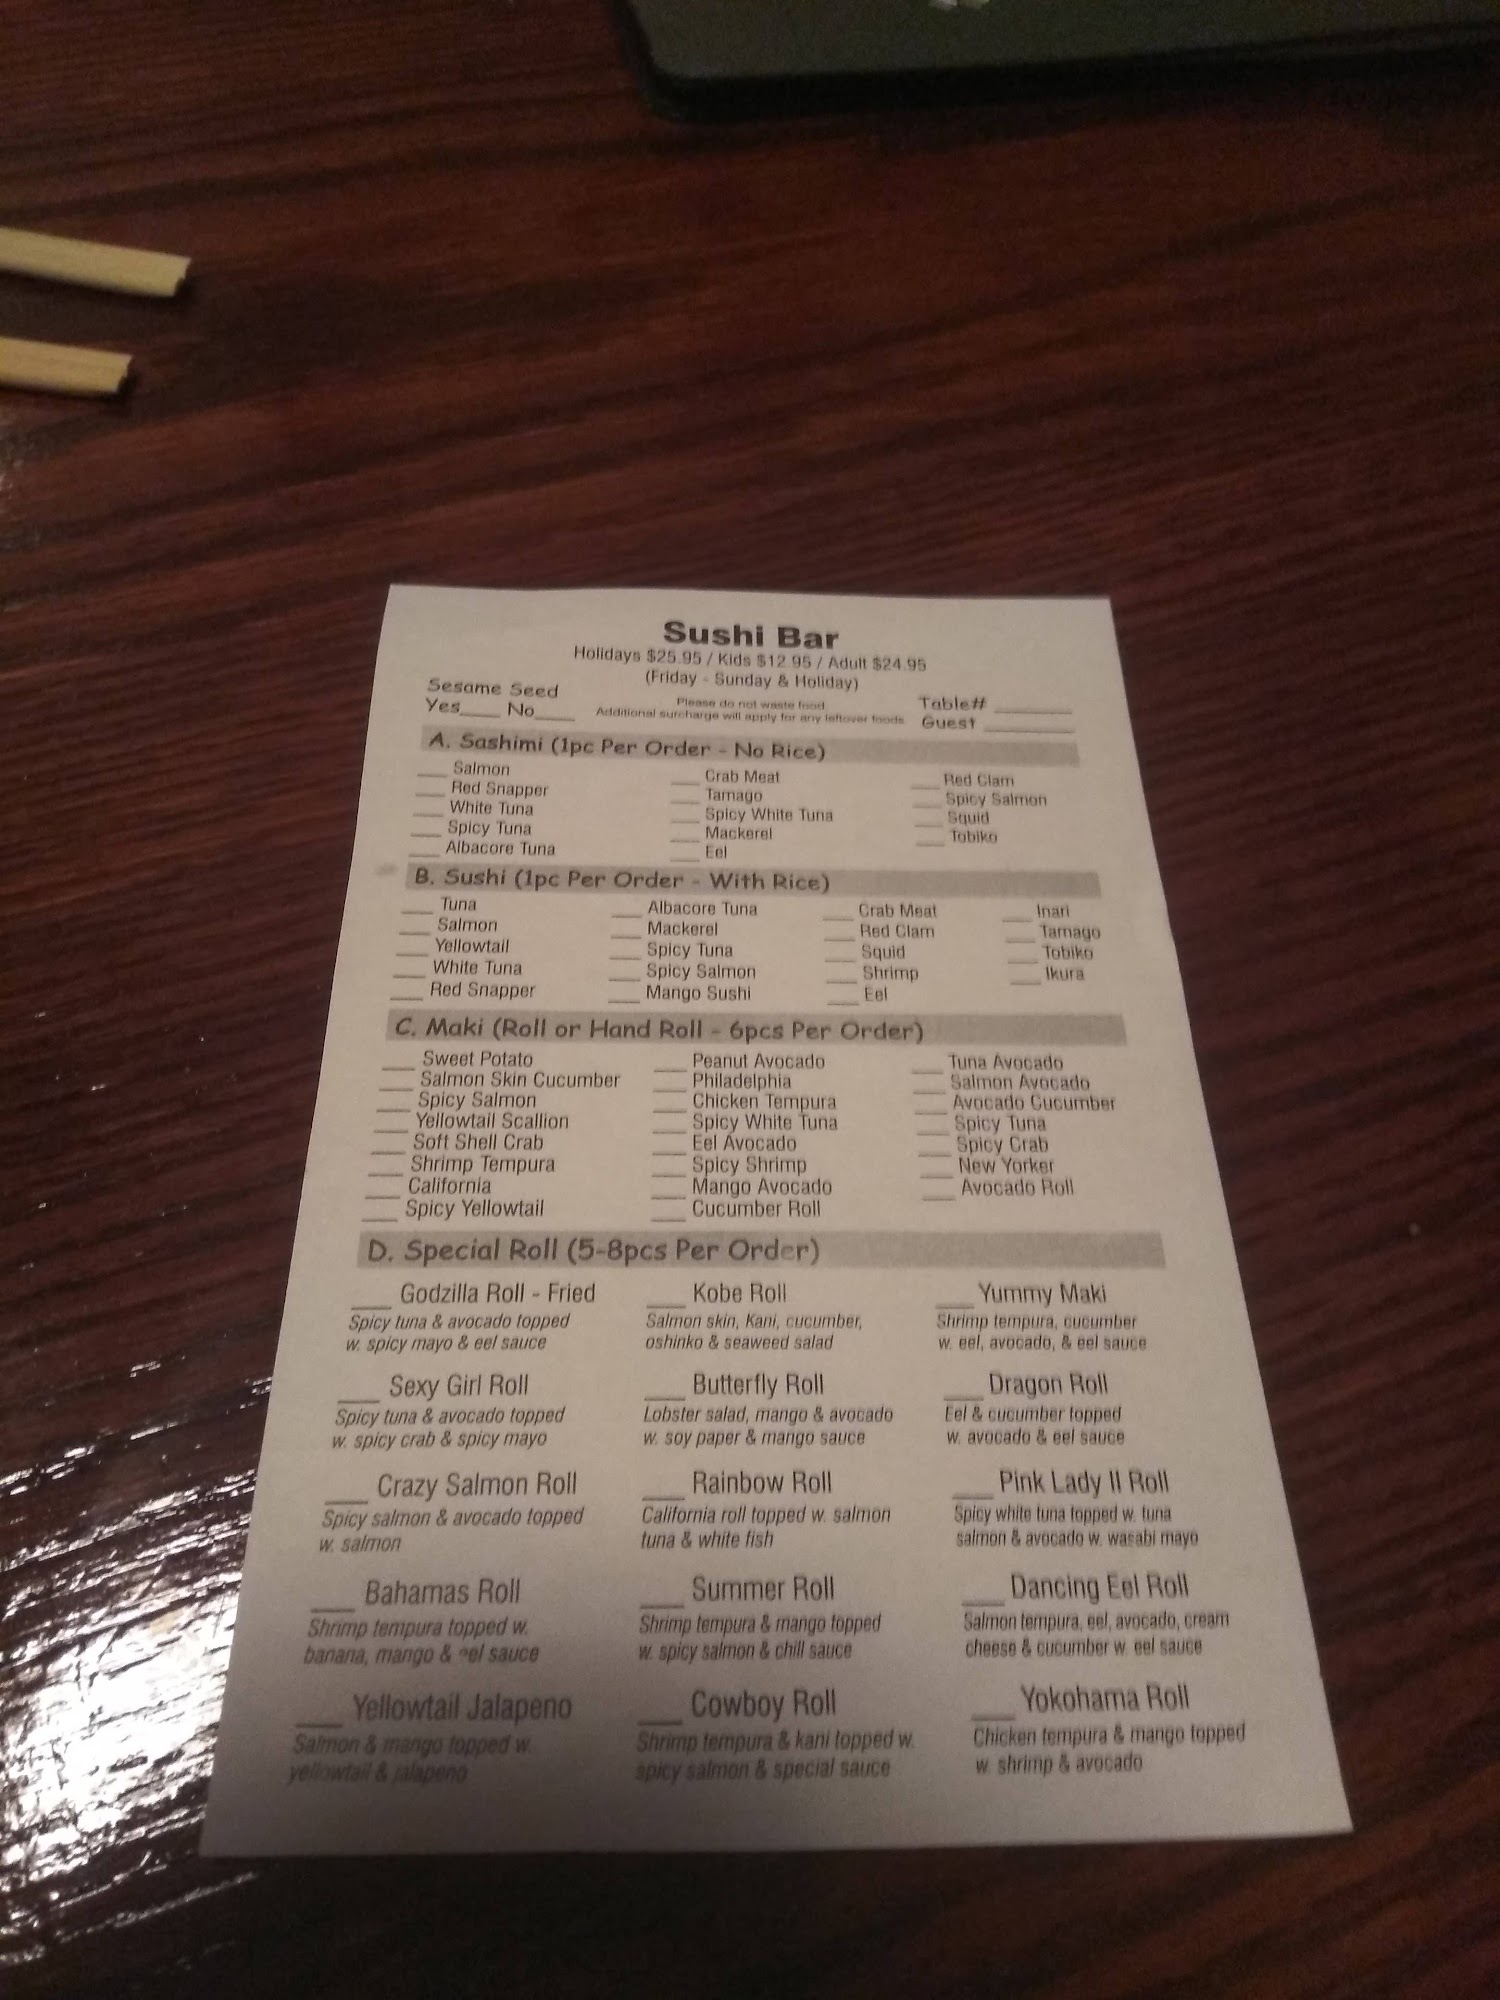 Sushi Bar
Holidays $25.95 / Kids $12.95 / Adult $24.95
(Friday - Sunday & Holiday)
Sesame Seed
Yes____ No____
Please do not waste food
Additional surcharge will apply for any leftover foods
Table# ________
Guest _________
A. Sashimi (1pc Per Order - No Rice)
___ Salmon
___ Red Snapper
___ White Tuna
___ Spicy Tuna
___ Albacore Tuna
___ Crab Meat
___ Tamago
___ Spicy White Tuna
___ Mackerel
___ Eel
___ Red Clam
___ Spicy Salmon
___ Squid
___ Tobiko
B. Sushi (1pc Per Order - With Rice)
___ Tuna
___ Salmon
___ Yellowtail
___ White Tuna
___ Red Snapper
___ Albacore Tuna
___ Mackerel
___ Spicy Tuna
___ Spicy Salmon
___ Mango Sushi
___ Crab Meat
___ Red Clam
___ Squid
___ Shrimp
___ Eel
___ Inari
___ Tamago
___ Tobiko
___ Ikura
C. Maki (Roll or Hand Roll - 6pcs Per Order)
___ Sweet Potato
___ Salmon Skin Cucumber
___ Spicy Salmon
___ Yellowtail Scallion
___ Soft Shell Crab
___ Shrimp Tempura
___ California
___ Spicy Yellowtail
___ Peanut Avocado
___ Philadelphia
___ Chicken Tempura
___ Spicy White Tuna
___ Eel Avocado
___ Spicy Shrimp
___ Mango Avocado
___ Cucumber Roll
___ Tuna Avocado
___ Salmon Avocado
___ Avocado Cucumber
___ Spicy Tuna
___ Spicy Crab
___ New Yorker
___ Avocado Roll
D. Special Roll (5-8pcs Per Order)
___ Godzilla Roll - Fried
Spicy tuna & avocado topped
w. spicy mayo & eel sauce
___ Kobe Roll
Salmon skin, Kani, cucumber,
oshinko & seaweed salad
___ Yummy Maki
Shrimp tempura, cucumber
w. eel, avocado, & eel sauce
___ Sexy Girl Roll
Spicy tuna & avocado topped
w. spicy crab & spicy mayo
___ Butterfly Roll
Lobster salad, mango & avocado
w. soy paper & mango sauce
___ Dragon Roll
Eel & cucumber topped
w. avocado & eel sauce
___ Crazy Salmon Roll
Spicy salmon & avocado topped
w. salmon
___ Rainbow Roll
California roll topped w. salmon
tuna & white fish
___ Pink Lady II Roll
Spicy white tuna topped w. tuna
salmon & avocado w. wasabi mayo
___ Bahamas Roll
Shrimp tempura topped w.
banana, mango & eel sauce
___ Summer Roll
Shrimp tempura & mango topped
w. spicy salmon & chill sauce
___ Dancing Eel Roll
Salmon tempura, eel, avocado, cream
cheese & cucumber w. eel sauce
___ Yellowtail Jalapeno
Salmon & mango topped w.
yellowtail & jalapeno
___ Cowboy Roll
Shrimp tempura & kani topped w.
spicy salmon & special sauce
___ Yokohama Roll
Chicken tempura & mango topped
w. shrimp & avocado